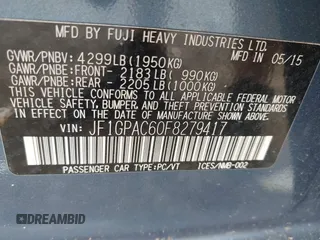 MFD BY FUJI HEAVY INDUSTRIES LTD. 05/15
GVWR/PNBV: 4299LB(1950KG)
GAWR/PNBE:FRONT- 2183LB( 990KG)
GAWR/PNBE:REAR - 2205LB(1000KG)
THIS VEHICLE CONFORMS TO ALL APPLICABLE
FEDERAL MOTOR VEHICLE SAFETY, BUMPER, AND
THEFT PREVENTION STANDARDS IN EFFECT ON THE
DATE OF MANUFACTURE SHOWN ABOVE.
VIN: JF1GPAC60F8279417
PASSENGER CAR TYPE:PC/VT ICES/NMB-002
DREAMBID